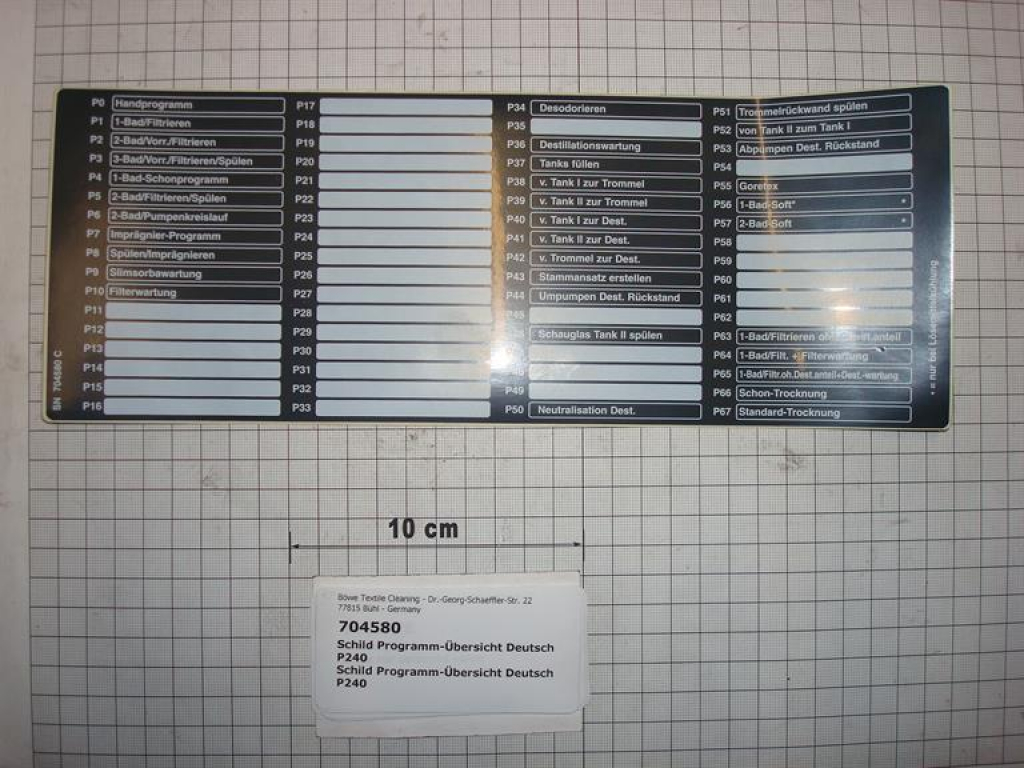 P0 Handprogramm
P1 1-Bad/Filtrieren
P2 2-Bad/Vorr./Filtrieren
P3 3-Bad/Vorr./Filtrieren/Spülen
P4 1-Bad-Schonprogramm
P5 2-Bad/Filtrieren/Spülen
P6 2-Bad/Pumpenkreislauf
P7 Imprägnier-Programm
P8 Spülen/Imprägnieren
P9 Slimsorbawartung
P10 Filterwartung
P11
P12
P13
P14
P15
P16
P17
P18
P19
P20
P21
P22
P23
P24
P25
P26
P27
P28
P29
P30
P31
P32
P33
P34 Desodorieren
P35
P36 Destillationswartung
P37 Tanks füllen
P38 v. Tank I zur Trommel
P39 v. Tank II zur Trommel
P40 v. Tank I zur Dest.
P41 v. Tank II zur Dest.
P42 v. Trommel zur Dest.
P43 Stammansatz erstellen
P44 Umpumpen Dest. Rückstand
P45
Schauglas Tank II spülen
P49
P50 Neutralisation Dest.
P51 Trommelrückwand spülen
P52 von Tank II zum Tank I
P53 Abpumpen Dest. Rückstand
P54
P55 Goretex
P56 1-Bad-Soft* *
P57 2-Bad-Soft *
P58
P59
P60
P61
P62
P63 1-Bad/Filtrieren
P64 1-Bad/Filt. + Filterwartung
P65 1-Bad/Filtr.oh.Dest.anteil+Dest.-wartung
P66 Schon-Trocknung
P67 Standard-Trocknung
BN 704580 C
* = nur bei Lösemittelkühlung
10 cm
Böwe Textile Cleaning - Dr.-Georg-Schaeffler-Str. 22
77815 Bühl - Germany
704580
Schild Programm-Übersicht Deutsch
P240
Schild Programm-Übersicht Deutsch
P240